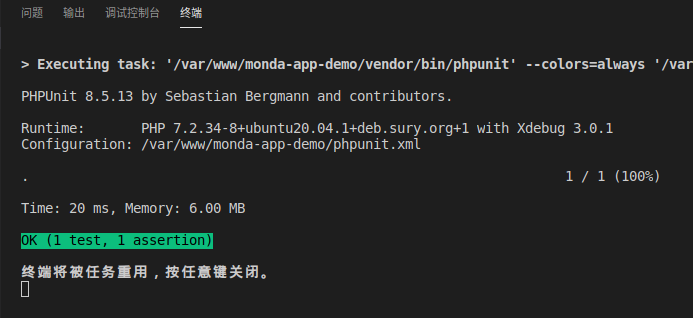 问题 输出 调试控制台 终端
> Executing task: '/var/www/monda-app-demo/vendor/bin/phpunit' --colors=always '/var
PHPUnit 8.5.13 by Sebastian Bergmann and contributors.
Runtime: PHP 7.2.34-8+ubuntu20.04.1+deb.sury.org+1 with Xdebug 3.0.1
Configuration: /var/www/monda-app-demo/phpunit.xml
. 1 / 1 (100%)
Time: 20 ms, Memory: 6.00 MB
OK (1 test, 1 assertion)
终端将被任务重用，按任意键关闭。